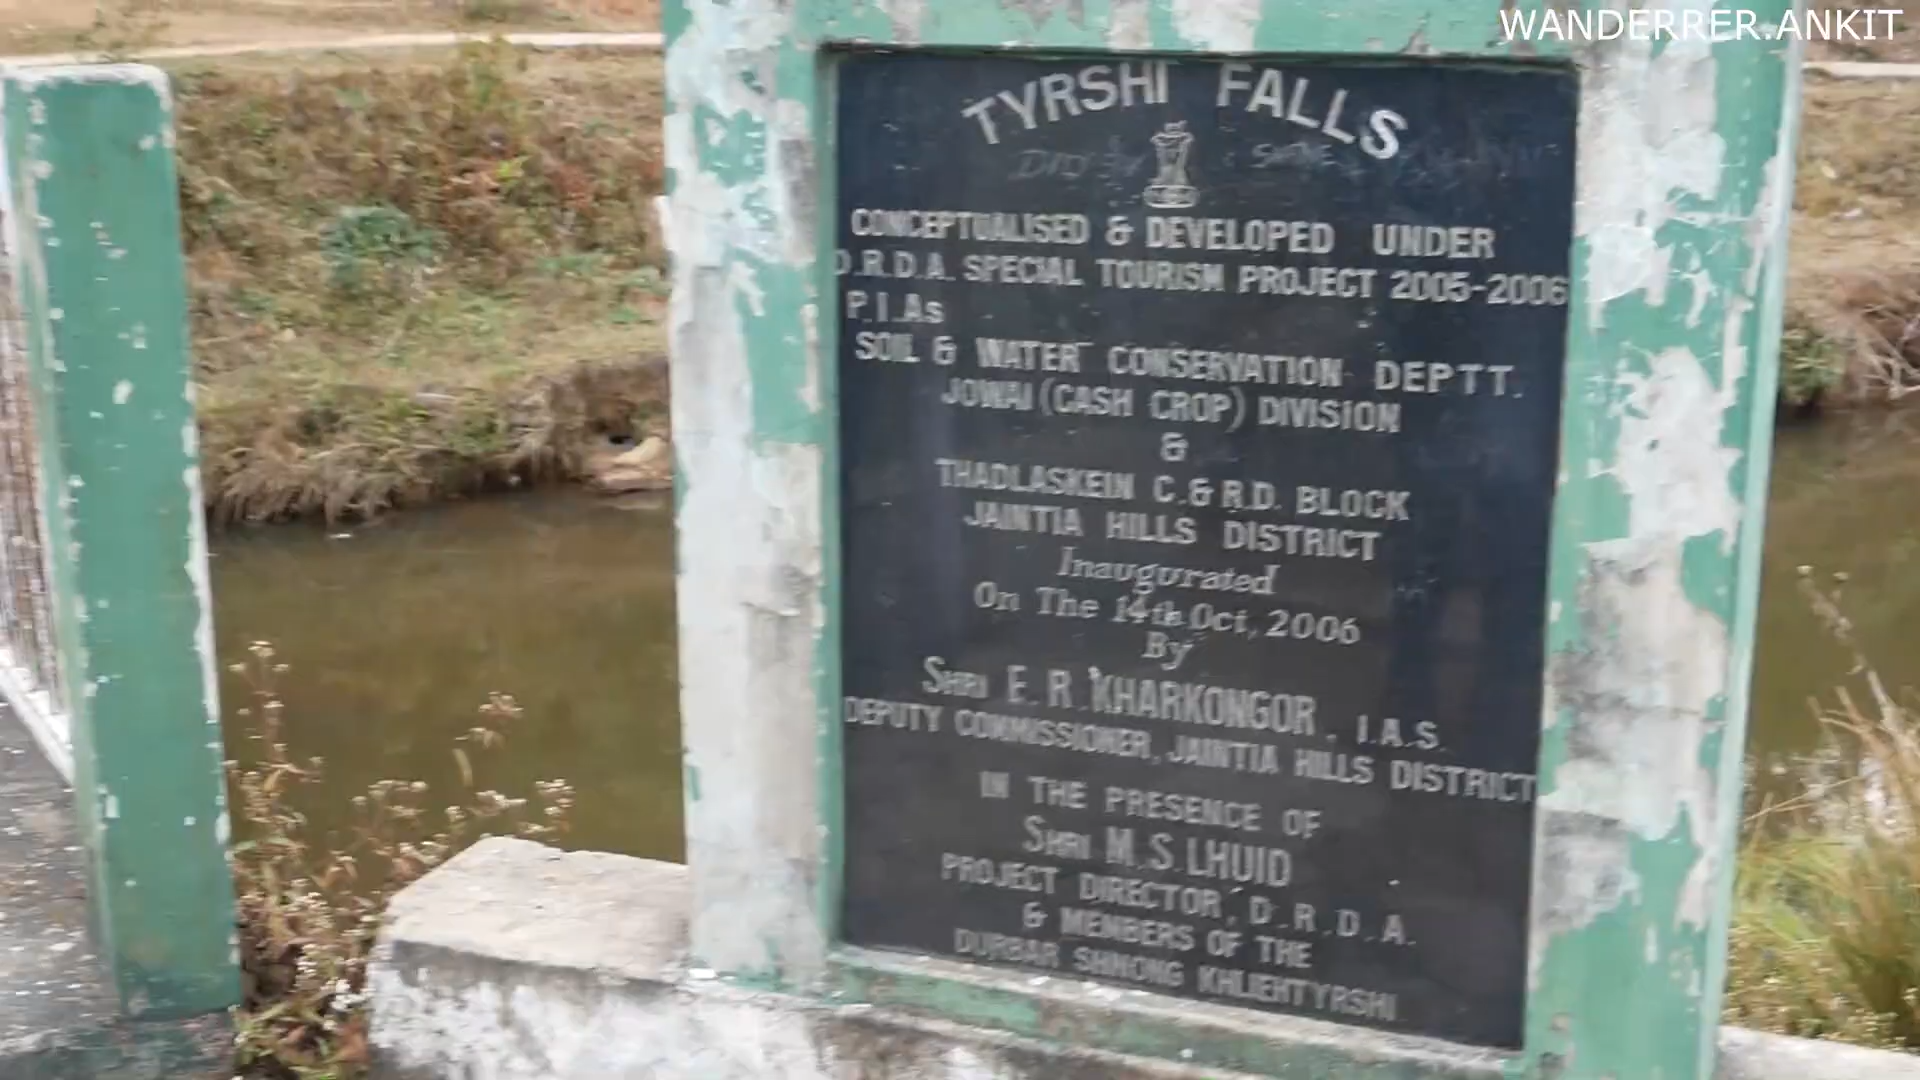 WANDERRER.ANKIT
TYRSHI FALLS
CONCEPTUALISED & DEVELOPED UNDER
D.R.D.A. SPECIAL TOURISM PROJECT 2005-2006
P.I.As
SOIL & WATER CONSERVATION DEPTT.
JOWAI (CASH CROP) DIVISION
&
THADLASKEIN C.& R.D. BLOCK
JAINTIA HILLS DISTRICT
Inaugurated
On The 14th Oct, 2006
By
SHRI E.R.KHARKONGOR, I.A.S.
DEPUTY COMMISSIONER, JAINTIA HILLS DISTRICT
IN THE PRESENCE OF
SHRI M.S.LHUID
PROJECT DIRECTOR, D.R.D.A.
& MEMBERS OF THE
DURBAR SHNONG KHLIEHTYRSHI